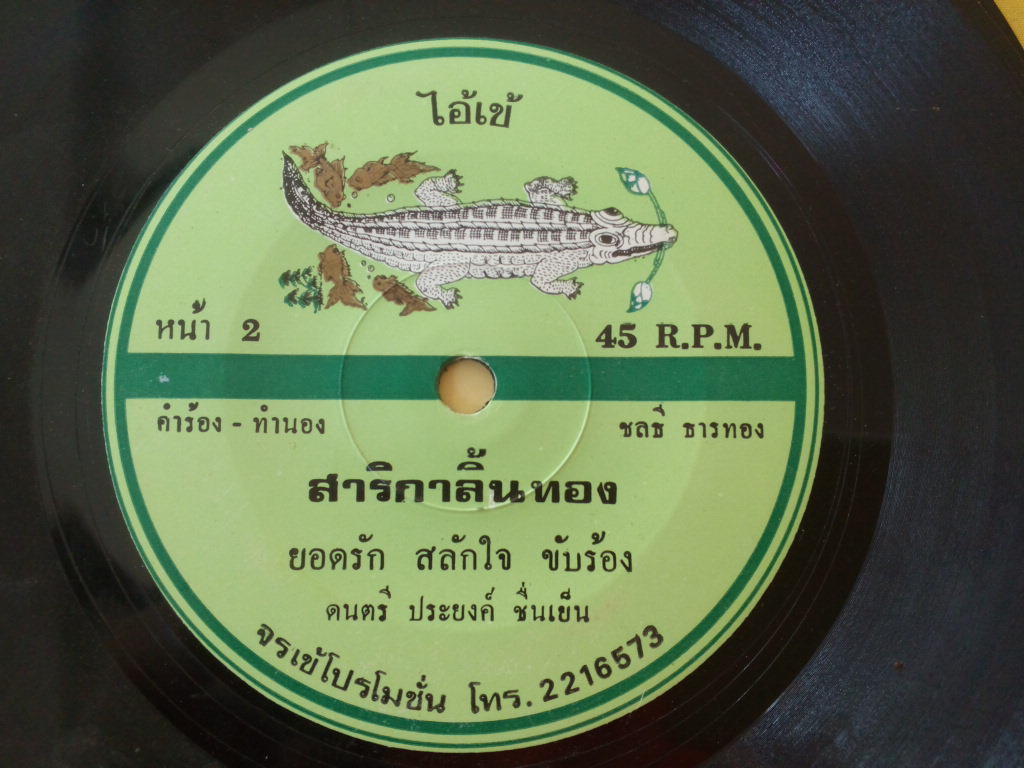 ไอ้เข้
หน้า 2
45 R.P.M.
คำร้อง - ทำนอง
ชลธี ธารทอง
สาริกาลิ้นทอง
ยอดรัก สลักใจ ขับร้อง
ดนตรี ประยงค์ ชื่นเย็น
จรเข้โปรโมชั่น โทร. 2216573